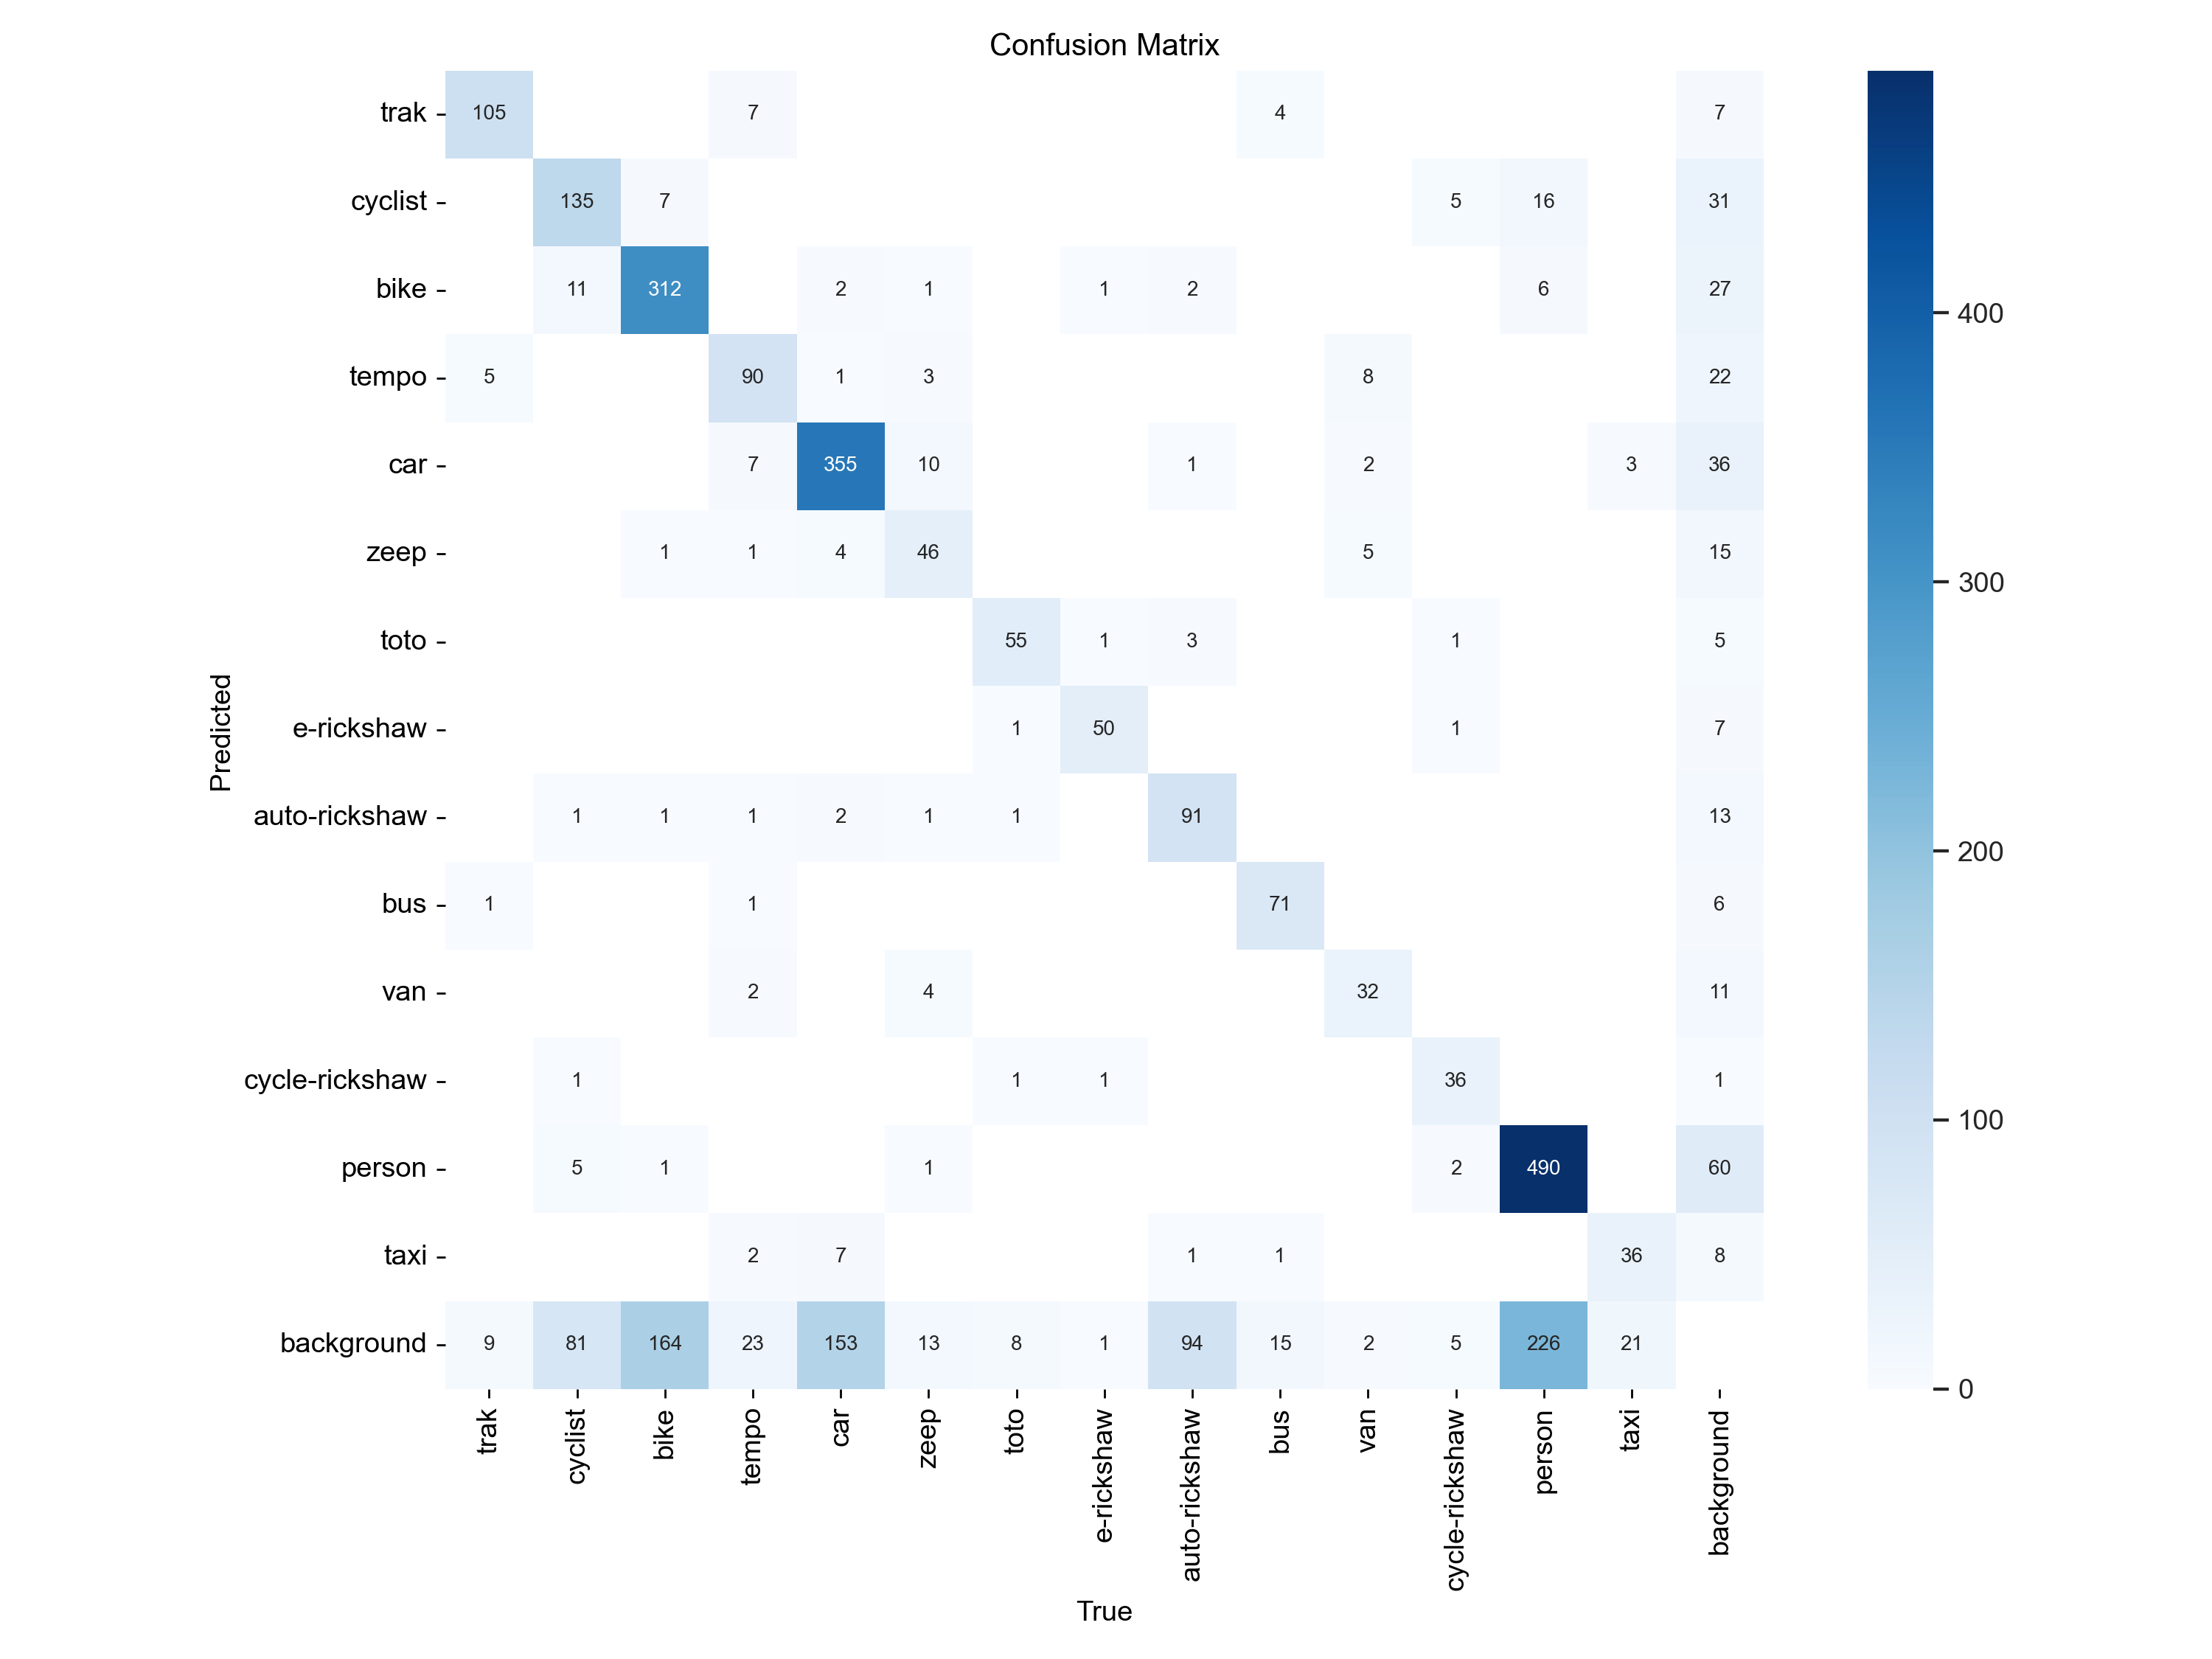 Confusion Matrix
trak 105 7 4 7
cyclist 135 7 5 16 31
bike 11 312 2 1 1 2 6 27
400
tempo 5 90 1 3 8 22
car 7 355 10 1 2 3 36
zeep 1 1 4 46 5 15
300
toto 55 1 3 1 5
Predicted
e-rickshaw 1 50 1 7
auto-rickshaw 1 1 1 2 1 1 91 13
200
bus 1 1 71 6
van 2 4 32 11
cycle-rickshaw 1 1 1 36 1
100
person 5 1 1 2 490 60
taxi 2 7 1 1 36 8
background 9 81 164 23 153 13 8 1 94 15 2 5 226 21
0
trak cyclist bike tempo car zeep toto e-rickshaw auto-rickshaw bus van cycle-rickshaw person taxi background
True